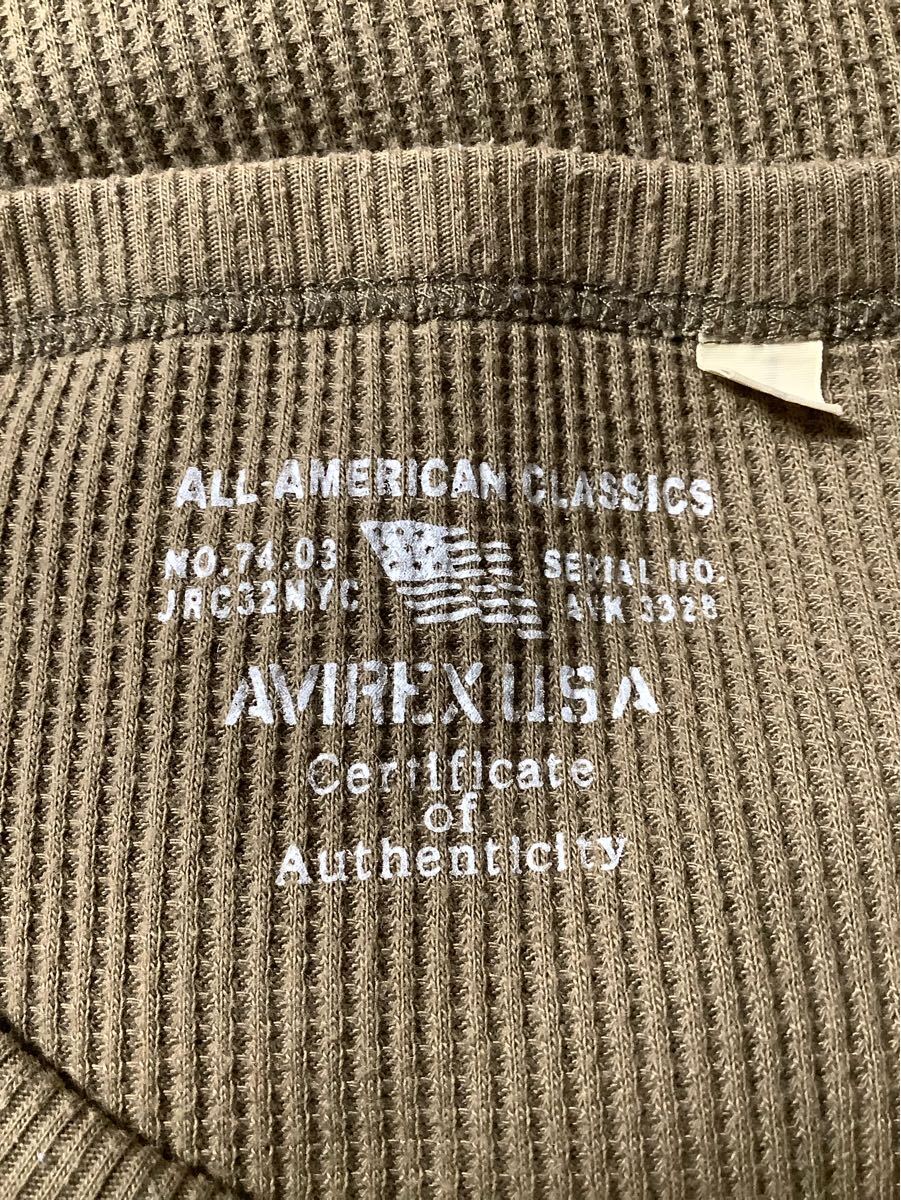 ALL-AMERICAN CLASSICS
NO.74.03
JRC32NYC
SERIAL NO.
AVK 3328
AVIREX U.S.A
Certificate
of
Authenticity